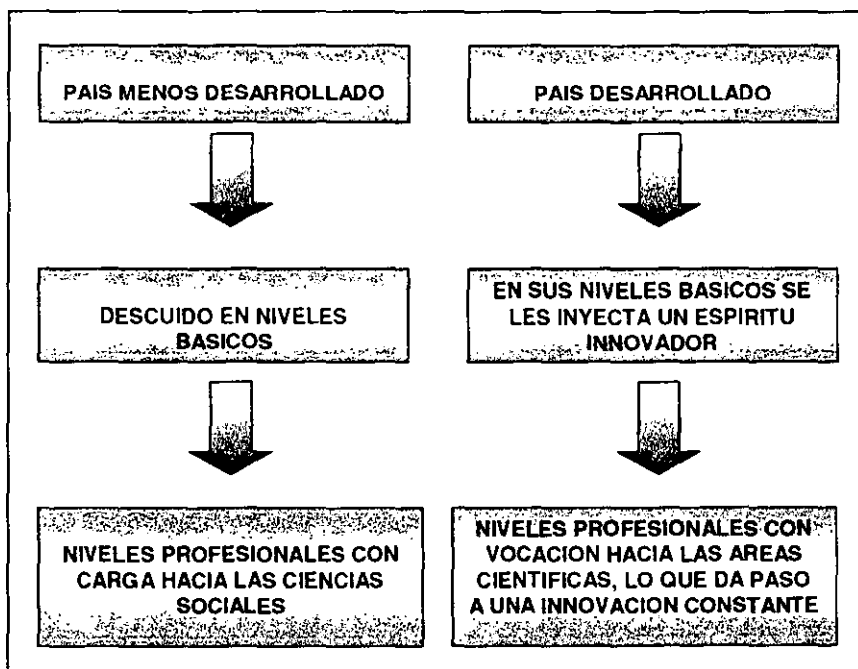 PAIS MENOS DESARROLLADO
PAIS DESARROLLADO
DESCUIDO EN NIVELES
BASICOS
EN SUS NIVELES BASICOS SE
LES INYECTA UN ESPIRITU
INNOVADOR
NIVELES PROFESIONALES CON
CARGA HACIA LAS CIENCIAS
SOCIALES
NIVELES PROFESIONALES CON
VOCACION HACIA LAS AREAS
CIENTIFICAS, LO QUE DA PASO
A UNA INNOVACION CONSTANTE